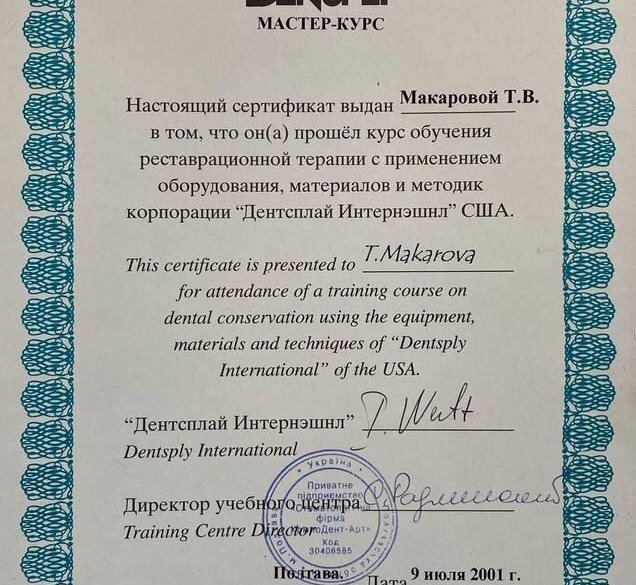 МАСТЕР-КУРС
Настоящий сертификат выдан Макаровой Т.В.
в том, что он(а) прошёл курс обучения
реставрационной терапии с применением
оборудования, материалов и методик
корпорации “Дентсплай Интернэшнл” США.
This certificate is presented to T.Makarova
for attendance of a training course on
dental conservation using the equipment,
materials and techniques of “Dentsply
International” of the USA.
“Дентсплай Интернэшнл”
Dentsply International
Директор учебного центра
Training Centre Director
Україна
Приватне
підприємство
фірма
Код
30406585
Полтава Дата 9 июля 2001 г.